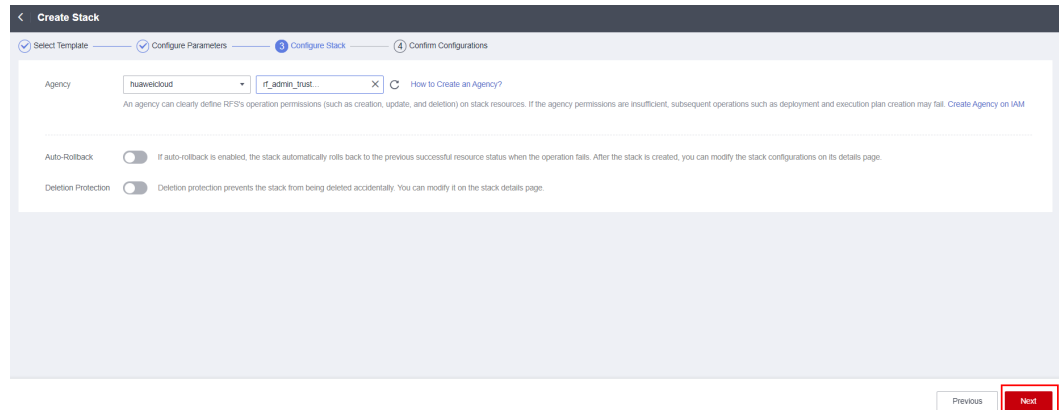 Create Stack
Select Template
Configure Parameters
3 Configure Stack
4 Confirm Configurations
Agency huaweicloud rf_admin_trust... How to Create an Agency?
An agency can clearly define RFS's operation permissions (such as creation, update, and deletion) on stack resources. If the agency permissions are insufficient, subsequent operations such as deployment and execution plan creation may fail. Create Agency on IAM
Auto-Rollback If auto-rollback is enabled, the stack automatically rolls back to the previous successful resource status when the operation fails. After the stack is created, you can modify the stack configurations on its details page.
Deletion Protection Deletion protection prevents the stack from being deleted accidentally. You can modify it on the stack details page.
Previous Next